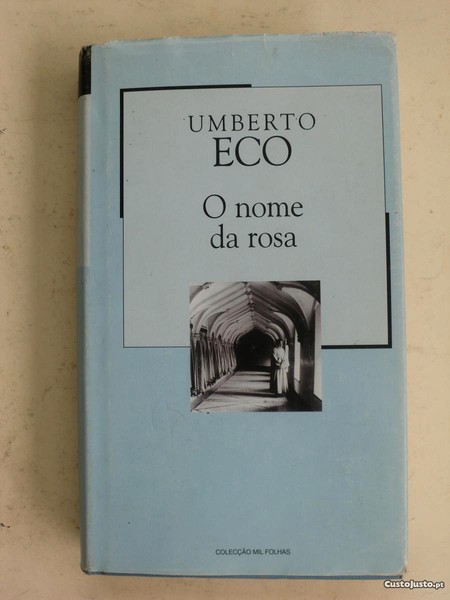 UMBERTO
ECO
O nome
da rosa
COLECÇÃO MIL FOLHAS
CustoJusto.pt